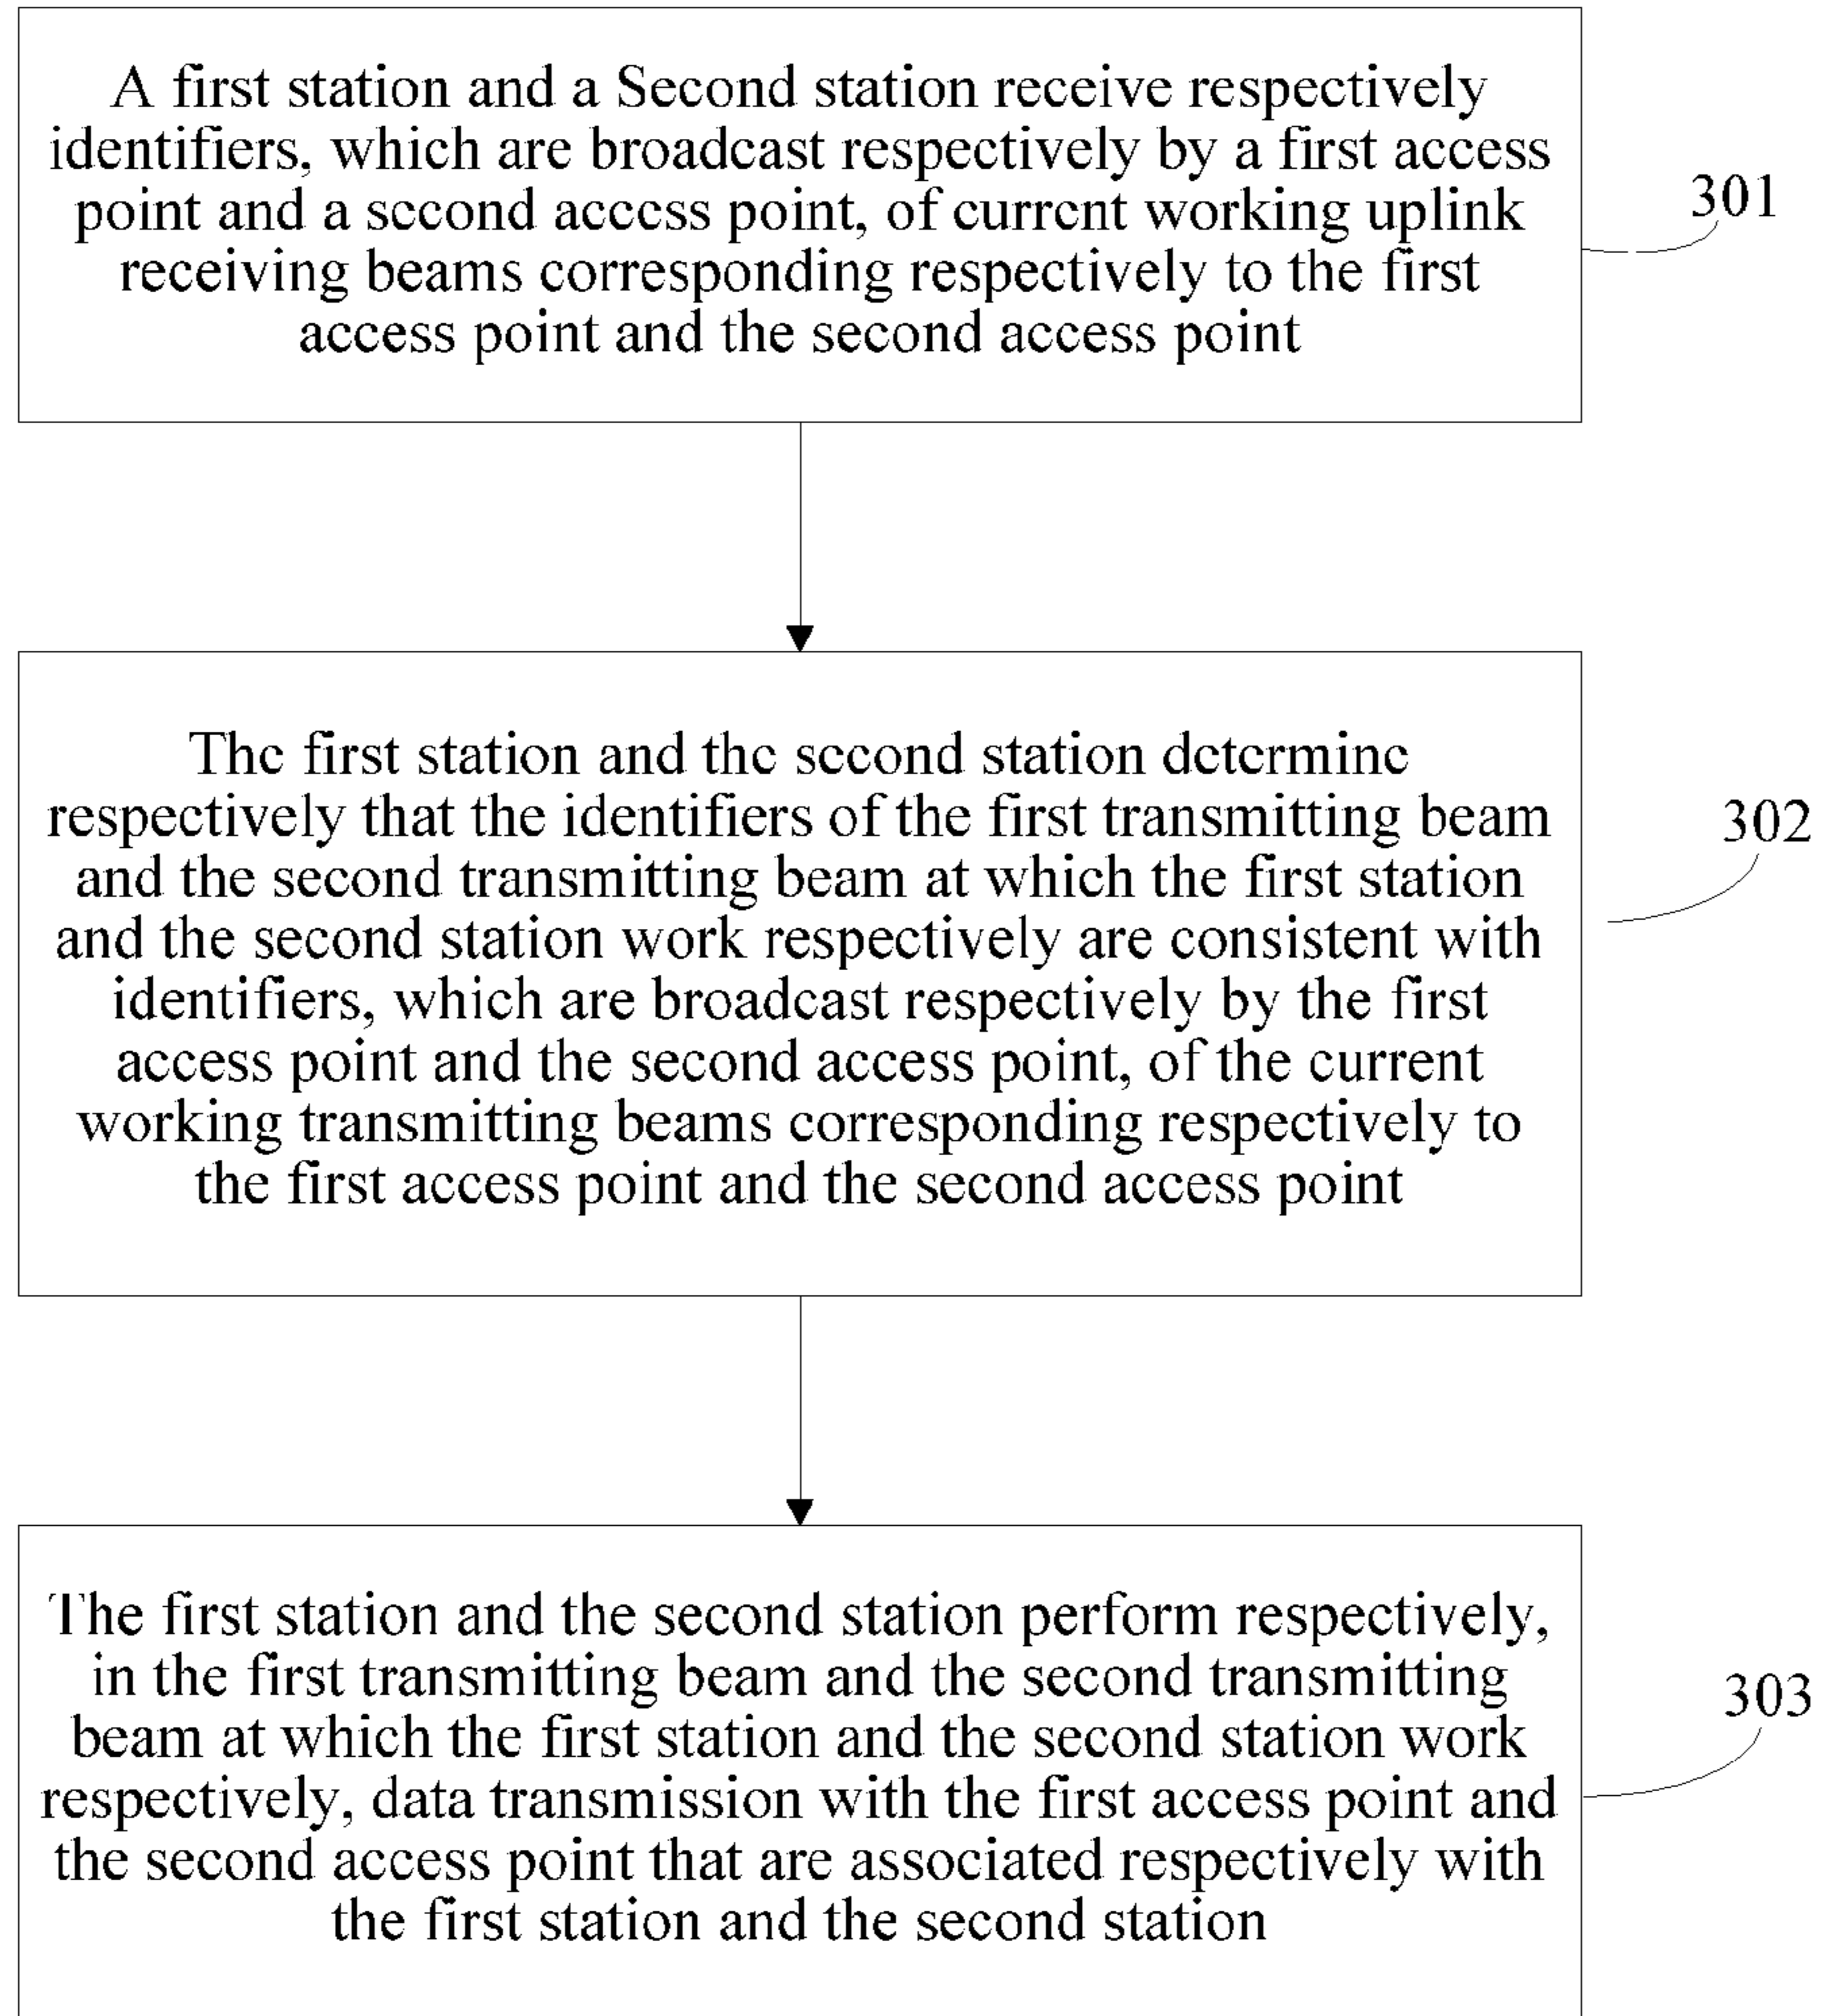 A first station and a Second station receive respectively
identifiers, which are broadcast respectively by a first access
point and a second access point, of current working uplink
receiving beams corresponding respectively to the first
access point and the second access point
301
The first station and the second station determine
respectively that the identifiers of the first transmitting beam
and the second transmitting beam at which the first station
and the second station work respectively are consistent with
identifiers, which are broadcast respectively by the first
access point and the second access point, of the current
working transmitting beams corresponding respectively to
the first access point and the second access point
302
The first station and the second station perform respectively,
in the first transmitting beam and the second transmitting
beam at which the first station and the second station work
respectively, data transmission with the first access point and
the second access point that are associated respectively with
the first station and the second station
303